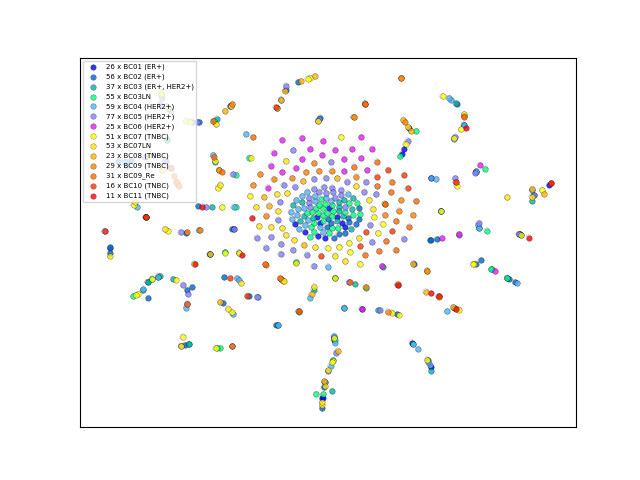 26 x BC01 (ER+)
56 x BC02 (ER+)
37 x BC03 (ER+, HER2+)
55 x BC03LN
59 x BC04 (HER2+)
77 x BC05 (HER2+)
25 x BC06 (HER2+)
51 x BC07 (TNBC)
53 x BC07LN
23 x BC08 (TNBC)
29 x BC09 (TNBC)
31 x BC09_Re
16 x BC10 (TNBC)
11 x BC11 (TNBC)